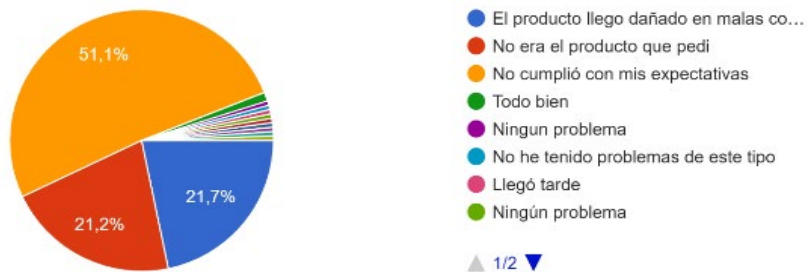 51,1%
21,2%
21,7%
El producto llego dañado en malas co…
No era el producto que pedi
No cumplió con mis expectativas
Todo bien
Ningun problema
No he tenido problemas de este tipo
Llegó tarde
Ningún problema
1/2